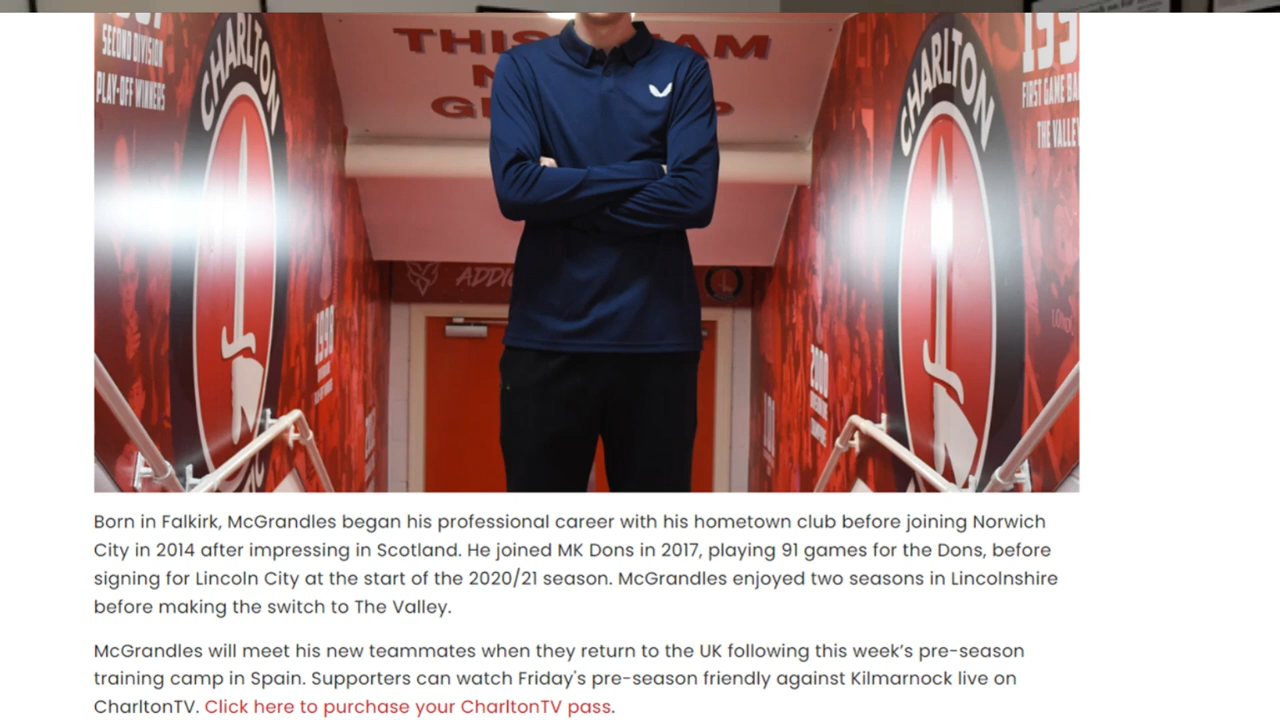 SECOND DIVISION
PLAY-OFF WINNERS
CHARLTON
THIS
CHARLTON
FIRST GAME
THE VALLEY
1998
2000
Born in Falkirk, McGrandles began his professional career with his hometown club before joining Norwich
City in 2014 after impressing in Scotland. He joined MK Dons in 2017, playing 91 games for the Dons, before
signing for Lincoln City at the start of the 2020/21 season. McGrandles enjoyed two seasons in Lincolnshire
before making the switch to The Valley.
McGrandles will meet his new teammates when they return to the UK following this week's pre-season
training camp in Spain. Supporters can watch Friday's pre-season friendly against Kilmarnock live on
CharltonTV. Click here to purchase your CharltonTV pass.